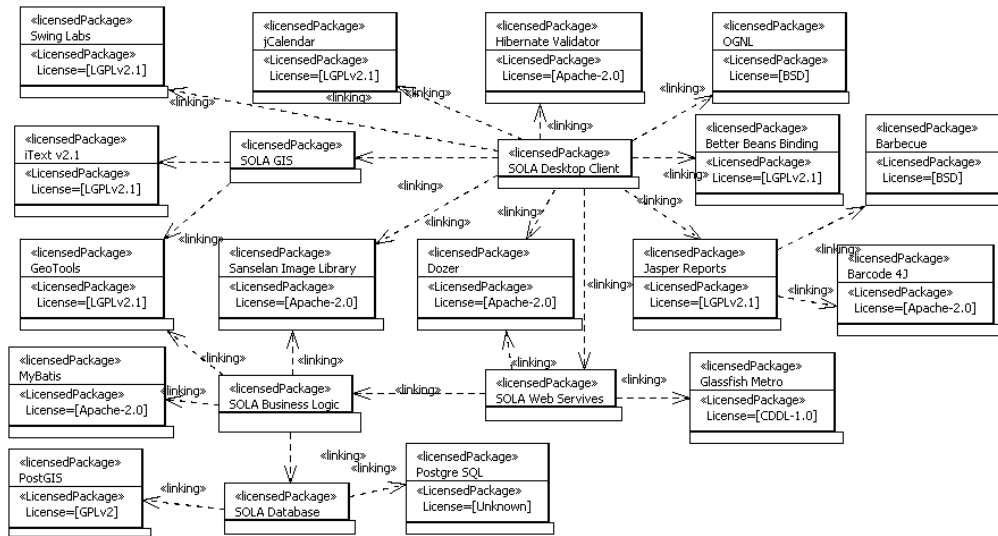 «licensedPackage»
Swing Labs
«LicensedPackage»
License=[LGPLv2.1]
«licensedPackage»
jCalendar
«LicensedPackage»
License=[LGPLv2.1]
«licensedPackage»
Hibernate Validator
«LicensedPackage»
License=[Apache-2.0]
«licensedPackage»
OGNL
«LicensedPackage»
License=[BSD]
«linking»
«linking»
«linking»
«linking»
«licensedPackage»
iText v2.1
«LicensedPackage»
License=[LGPLv2.1]
«licensedPackage»
SOLA GIS
«licensedPackage»
SOLA Desktop Client
«licensedPackage»
Better Beans Binding
«LicensedPackage»
License=[LGPLv2.1]
«licensedPackage»
Barbecue
«LicensedPackage»
License=[BSD]
«linking»
«linking»
«linking»
«linking»
«linking»
«linking»
«licensedPackage»
GeoTools
«LicensedPackage»
License=[LGPLv2.1]
«licensedPackage»
Sanselan Image Library
«LicensedPackage»
License=[Apache-2.0]
«licensedPackage»
Dozer
«LicensedPackage»
License=[Apache-2.0]
«linking»
«licensedPackage»
Jasper Reports
«LicensedPackage»
License=[LGPLv2.1]
«linking»
«licensedPackage»
Barcode 4J
«LicensedPackage»
License=[Apache-2.0]
«linking»
«linking»
«linking»
«linking»
«licensedPackage»
MyBatis
«LicensedPackage»
License=[Apache-2.0]
«linking»
«licensedPackage»
SOLA Business Logic
«linking»
«licensedPackage»
SOLA Web Servives
«linking»
«licensedPackage»
Glassfish Metro
«LicensedPackage»
License=[CDDL-1.0]
«licensedPackage»
PostGIS
«LicensedPackage»
License=[GPLv2]
«linking»
«linking»
«licensedPackage»
SOLA Database
«linking»
«licensedPackage»
Postgre SQL
«LicensedPackage»
License=[Unknown]